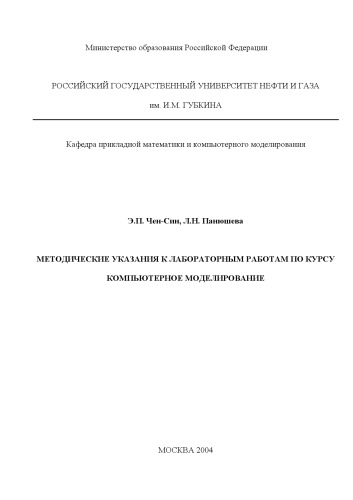 Министерство образования Российской Федерации
РОССИЙСКИЙ ГОСУДАРСТВЕННЫЙ УНИВЕРСИТЕТ НЕФТИ И ГАЗА
им. И.М. ГУБКИНА
Кафедра прикладной математики и компьютерного моделирования
Э.П. Чен-Син, Л.Н. Панюшева
МЕТОДИЧЕСКИЕ УКАЗАНИЯ К ЛАБОРАТОРНЫМ РАБОТАМ ПО КУРСУ
КОМПЬЮТЕРНОЕ МОДЕЛИРОВАНИЕ
МОСКВА 2004